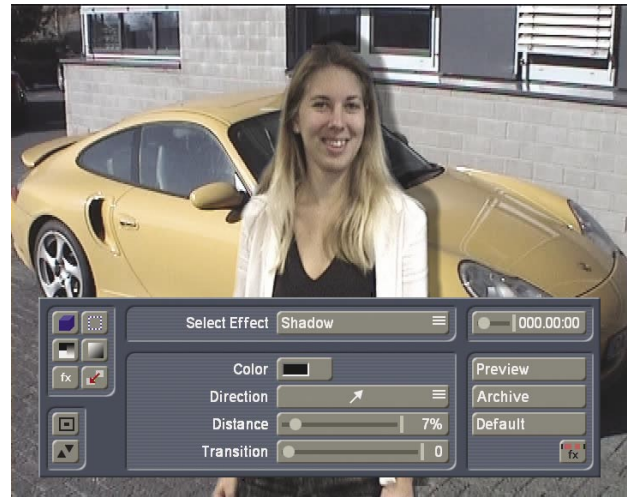 Select Effect Shadow 000.00:00
Color Preview
fx
Direction Archive
Distance 7% Default
Transition 0 fx